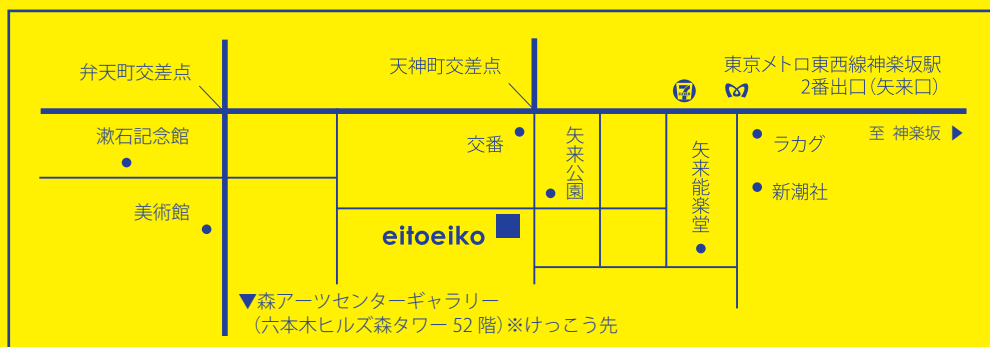 弁天町交差点
天神町交差点
東京メトロ東西線神楽坂駅
2番出口(矢来口)
7
漱石記念館
交番
矢来公園
矢来能楽堂
ラカグ
至 神楽坂 ▶
新潮社
美術館
eitoeiko
▼森アーツセンターギャラリー
(六本木ヒルズ森タワー 52 階)※けっこう先